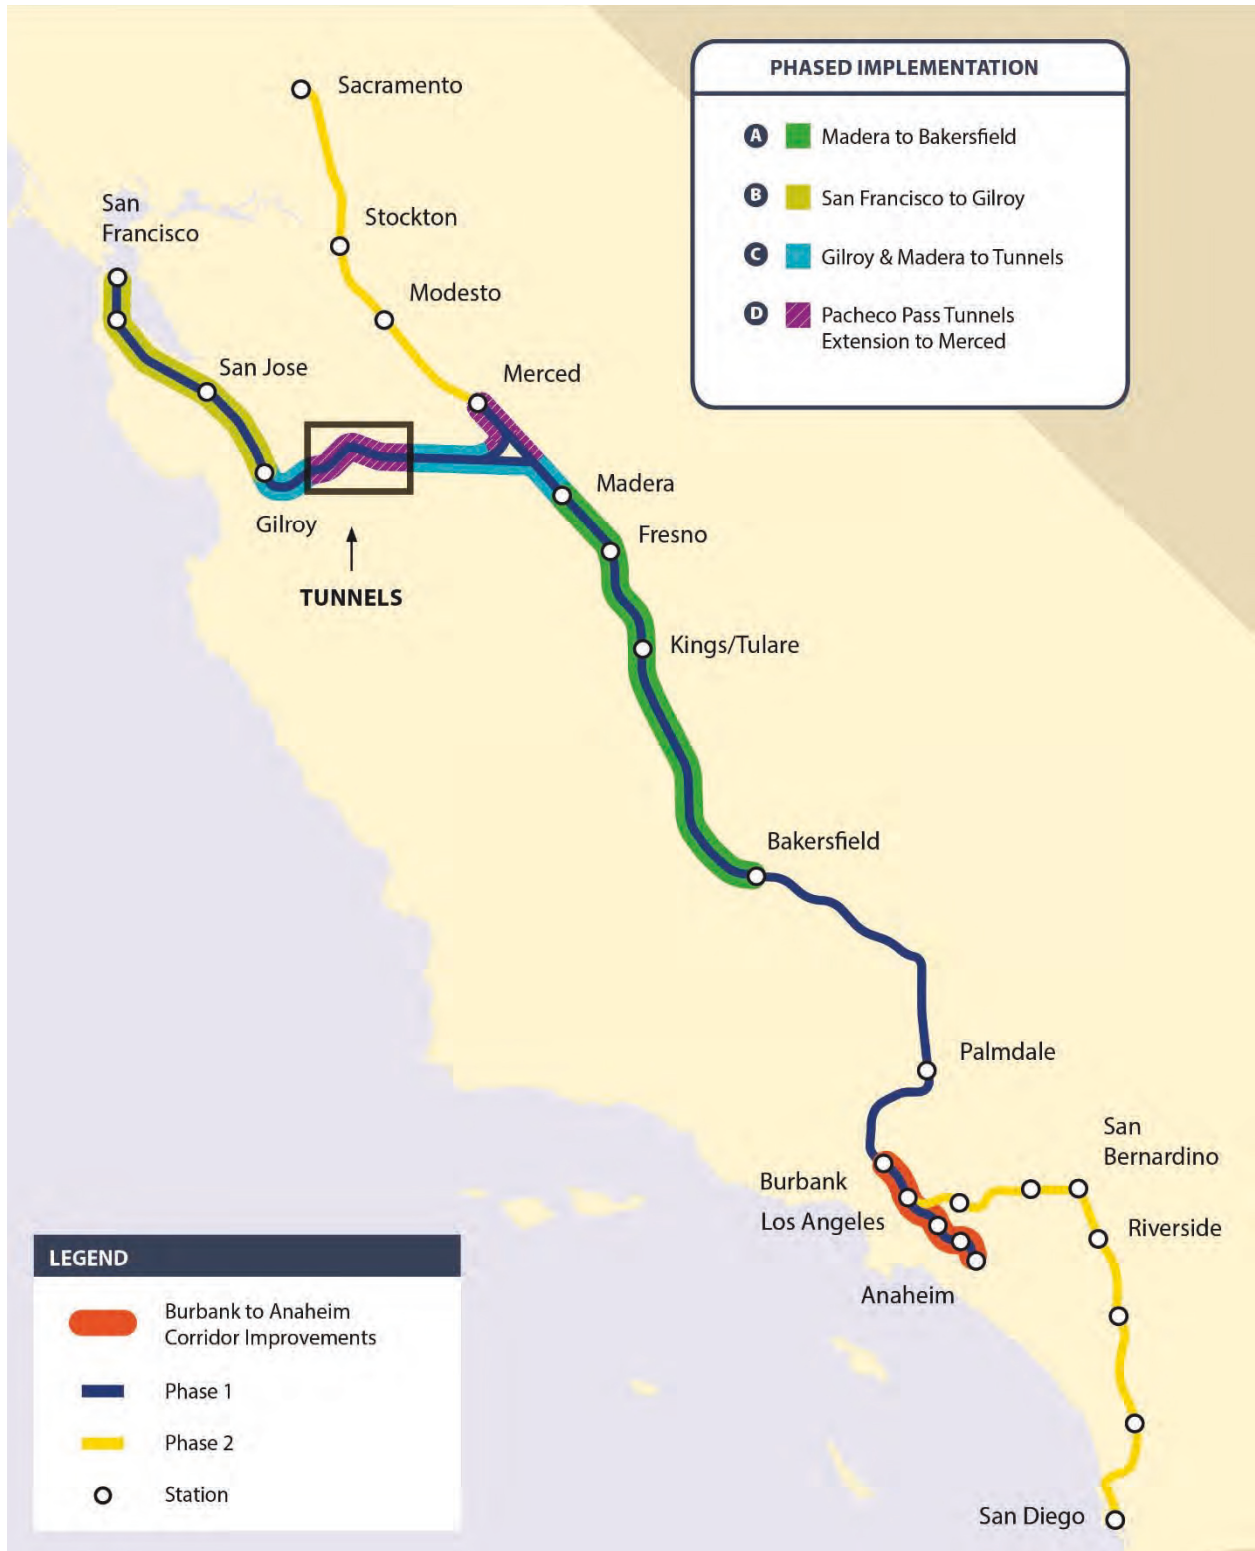 PHASED IMPLEMENTATION
A Madera to Bakersfield
B San Francisco to Gilroy
C Gilroy & Madera to Tunnels
D Pacheco Pass Tunnels
Extension to Merced
Sacramento
San
Francisco
Stockton
Modesto
San Jose
Merced
Madera
Gilroy
Fresno
TUNNELS
Kings/Tulare
Bakersfield
Palmdale
San
Bernardino
Burbank
Los Angeles
Riverside
Anaheim
San Diego
LEGEND
Burbank to Anaheim
Corridor Improvements
Phase 1
Phase 2
Station